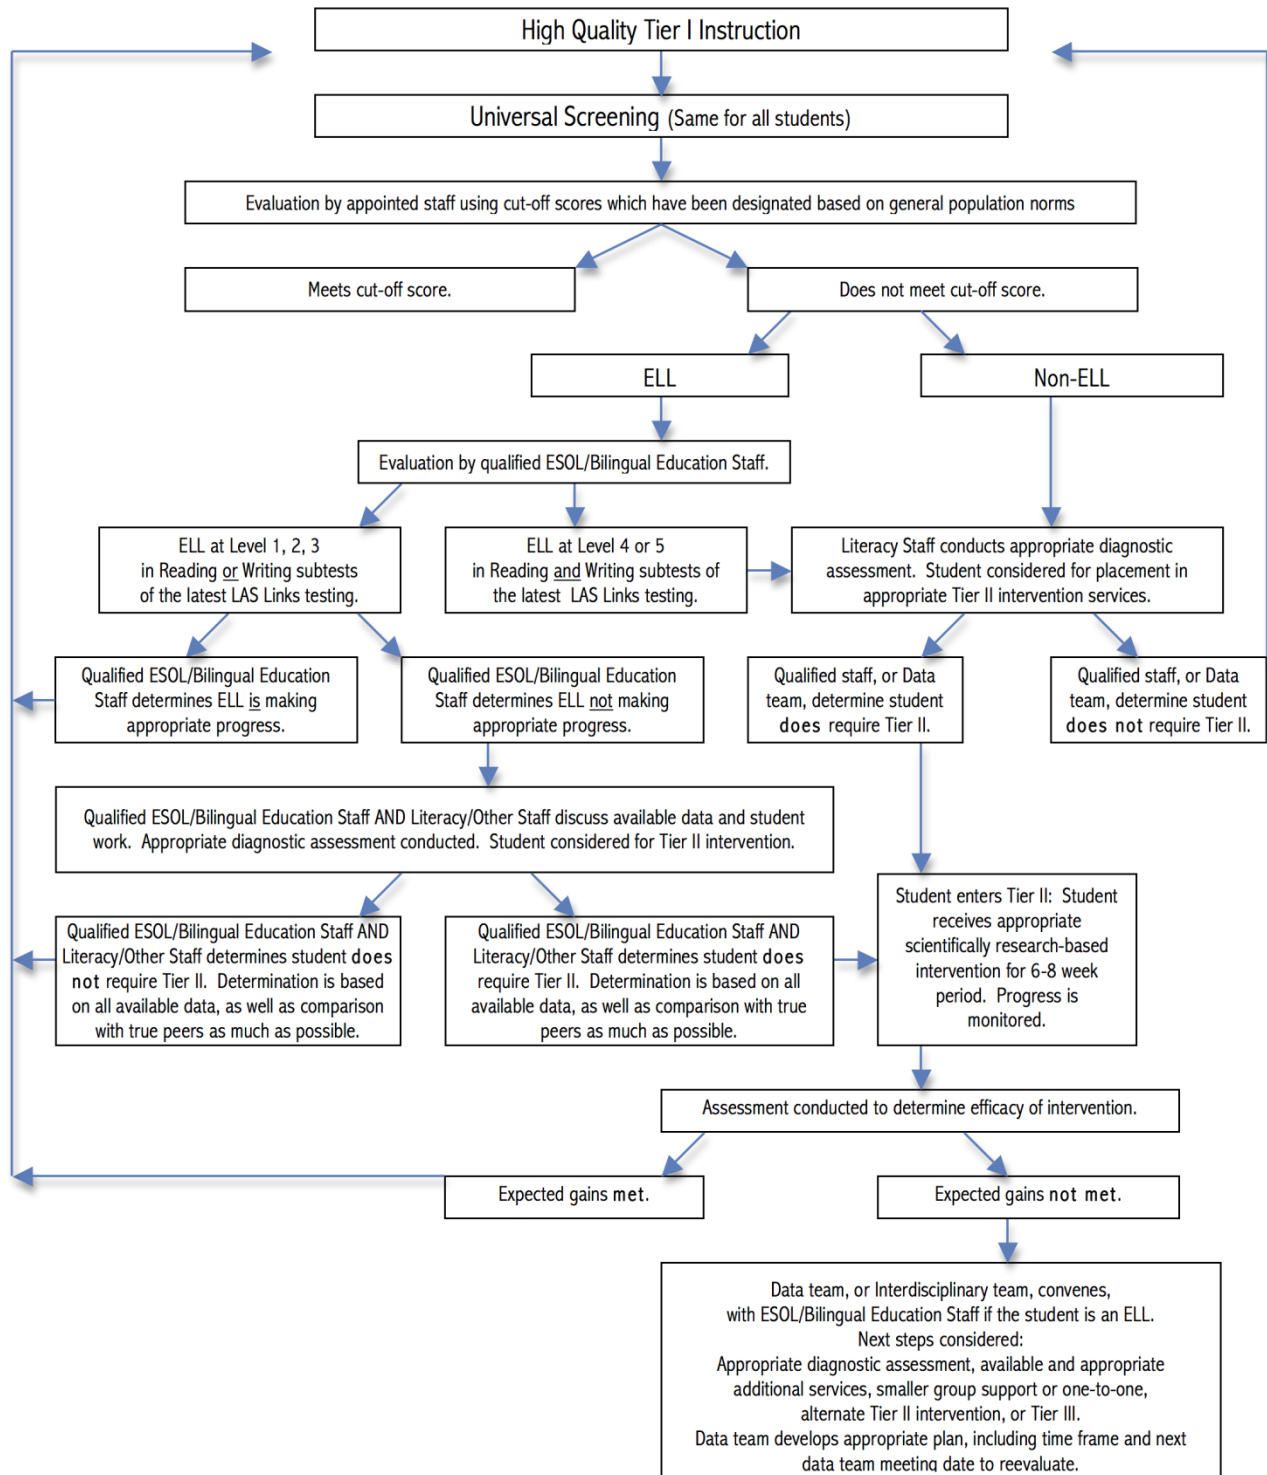 High Quality Tier I Instruction
Universal Screening (Same for all students)
Evaluation by appointed staff using cut-off scores which have been designated based on general population norms
Meets cut-off score.
Does not meet cut-off score.
ELL
Non-ELL
Evaluation by qualified ESOL/Bilingual Education Staff.
ELL at Level 1, 2, 3
in Reading or Writing subtests
of the latest LAS Links testing.
ELL at Level 4 or 5
in Reading and Writing subtests of
the latest LAS Links testing.
Literacy Staff conducts appropriate diagnostic
assessment. Student considered for placement in
appropriate Tier II intervention services.
Qualified ESOL/Bilingual Education
Staff determines ELL is making
appropriate progress.
Qualified ESOL/Bilingual Education
Staff determines ELL not making
appropriate progress.
Qualified staff, or Data
team, determine student
does require Tier II.
Qualified staff, or Data
team, determine student
does not require Tier II.
Qualified ESOL/Bilingual Education Staff AND Literacy/Other Staff discuss available data and student
work. Appropriate diagnostic assessment conducted. Student considered for Tier II intervention.
Qualified ESOL/Bilingual Education Staff AND
Literacy/Other Staff determines student does
not require Tier II. Determination is based
on all available data, as well as comparison
with true peers as much as possible.
Qualified ESOL/Bilingual Education Staff AND
Literacy/Other Staff determines student does
require Tier II. Determination is based on all
available data, as well as comparison with true
peers as much as possible.
Student enters Tier II: Student
receives appropriate
scientifically research-based
intervention for 6-8 week
period. Progress is
monitored.
Assessment conducted to determine efficacy of intervention.
Expected gains met.
Expected gains not met.
Data team, or Interdisciplinary team, convenes,
with ESOL/Bilingual Education Staff if the student is an ELL.
Next steps considered:
Appropriate diagnostic assessment, available and appropriate
additional services, smaller group support or one-to-one,
alternate Tier II intervention, or Tier III.
Data team develops appropriate plan, including time frame and next
data team meeting date to reevaluate.